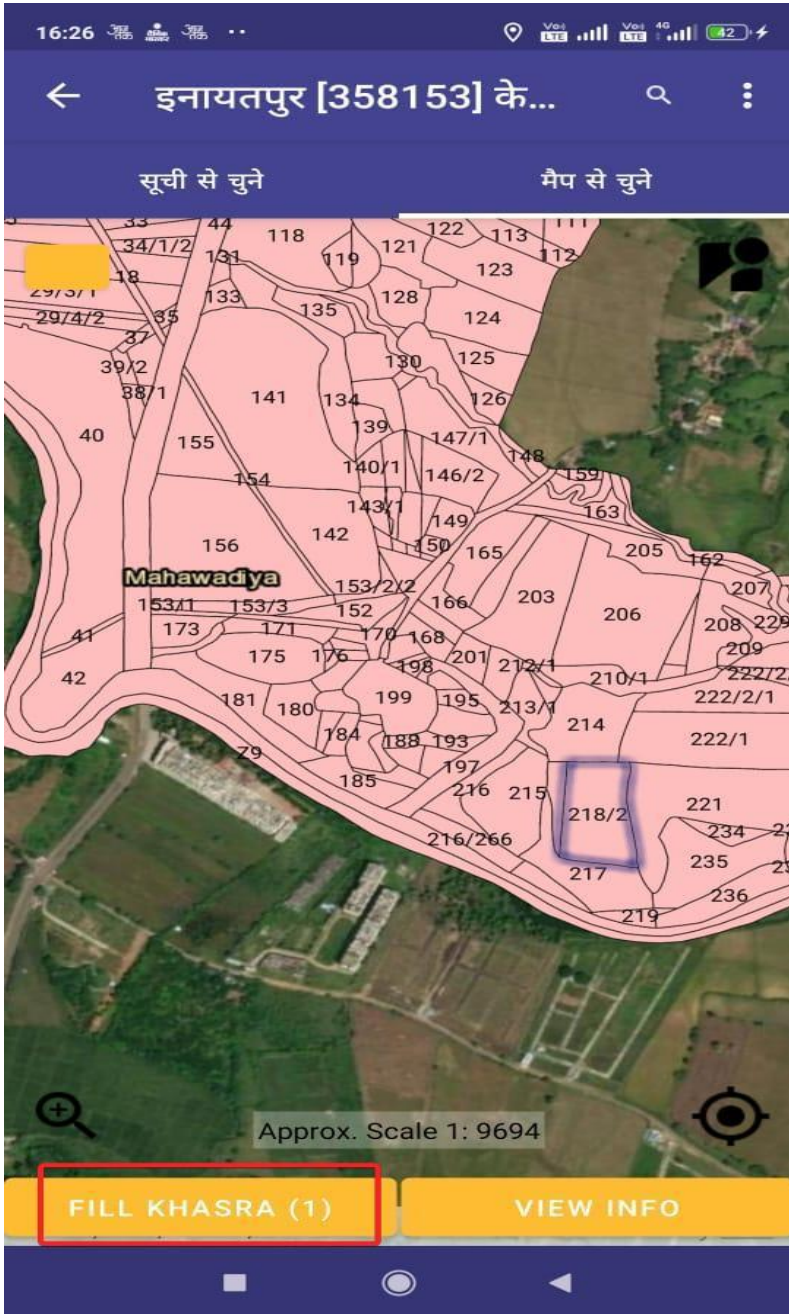 16:26
Vo) LTE Vo) LTE 4G 42
इनायतपुर [358153] के...
सूची से चुने
मैप से चुने
33 44 118 122 113 111
34/1/2 131 119 121 112
18 123
29/3/1 133 135 128
29/4/2 35 124
37
39/2 130 125
38/1 141 134 126
40 155 139 147/1
154 140/1 146/2 148 159
143/1 163
156 142 149
150 165 205 162
Mahawadiya
153/2/2 207
153/1 153/3 152 166 203 206
41 173 171 170 168 208 229
175 176 198 201 212/1 209
42 210/1 222/2
181 180 199 195 213/1 222/2/1
184 188 193 214 222/1
Z9 197
185 216 215 218/2 221
216/266 234
217 235
236
219
Approx. Scale 1: 9694
FILL KHASRA (1)
VIEW INFO